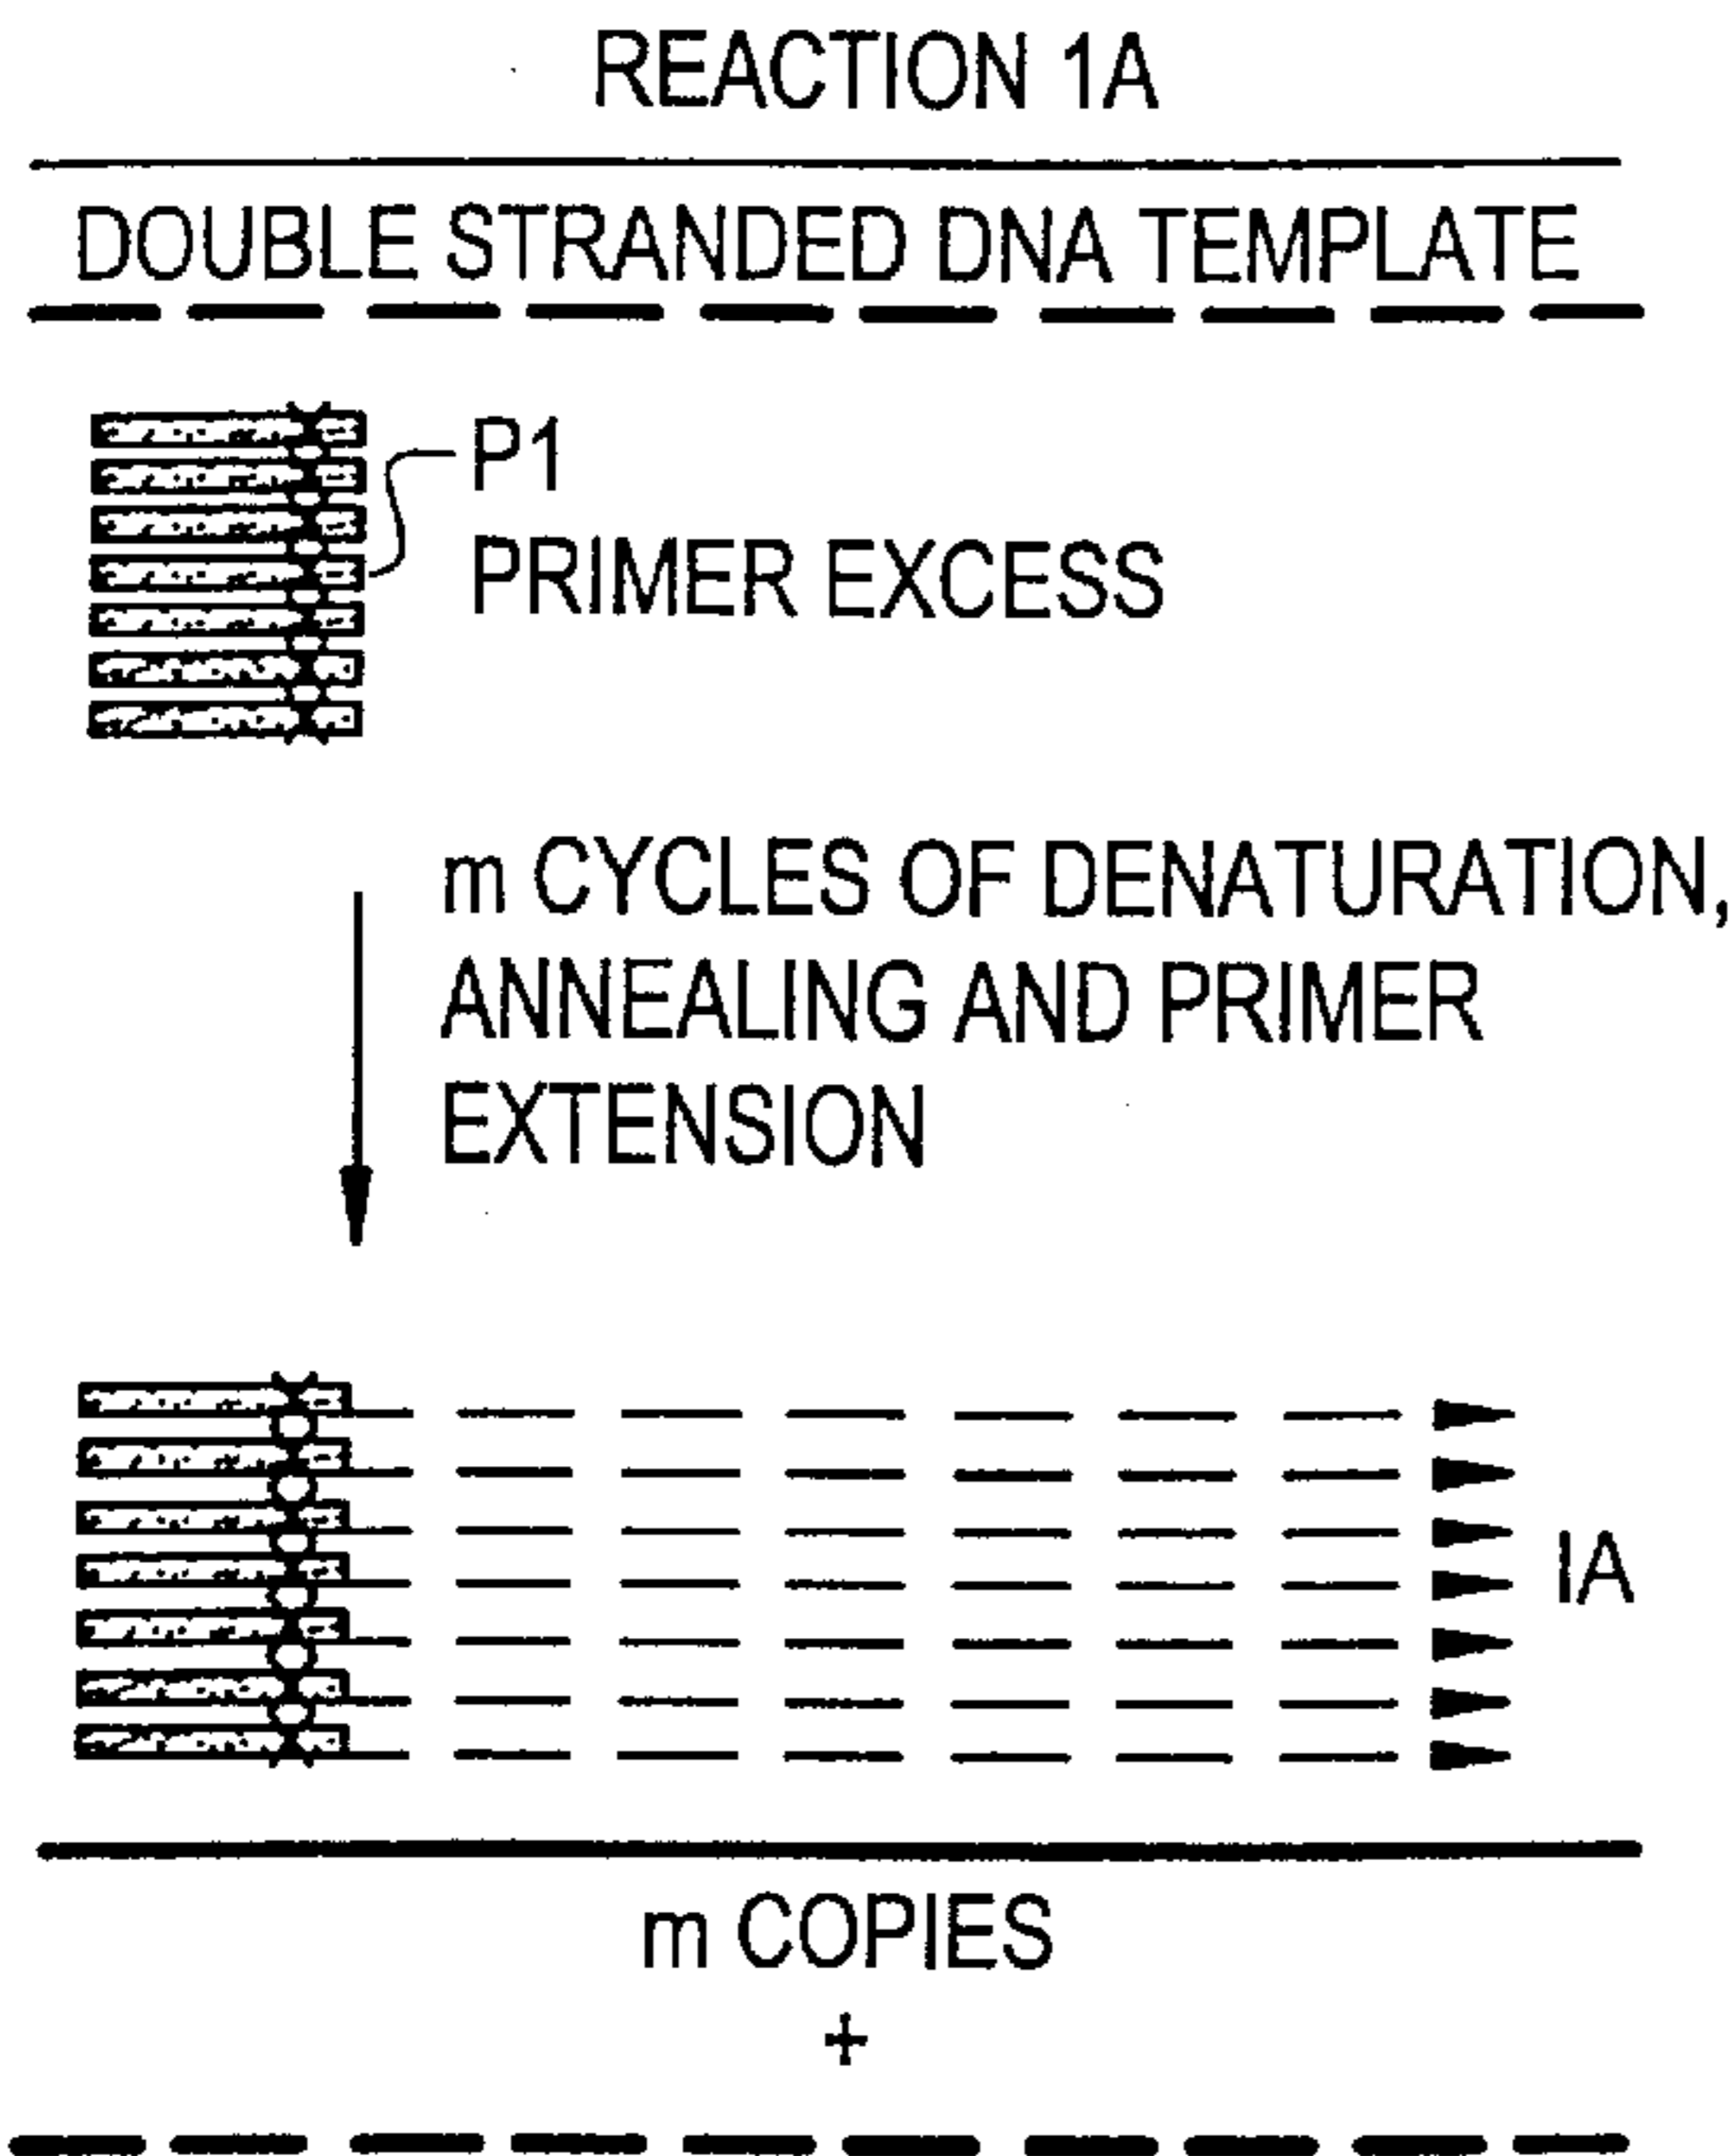 REACTION 1A
DOUBLE STRANDED DNA TEMPLATE
P1
PRIMER EXCESS
m CYCLES OF DENATURATION,
ANNEALING AND PRIMER
EXTENSION
IA
m COPIES
+